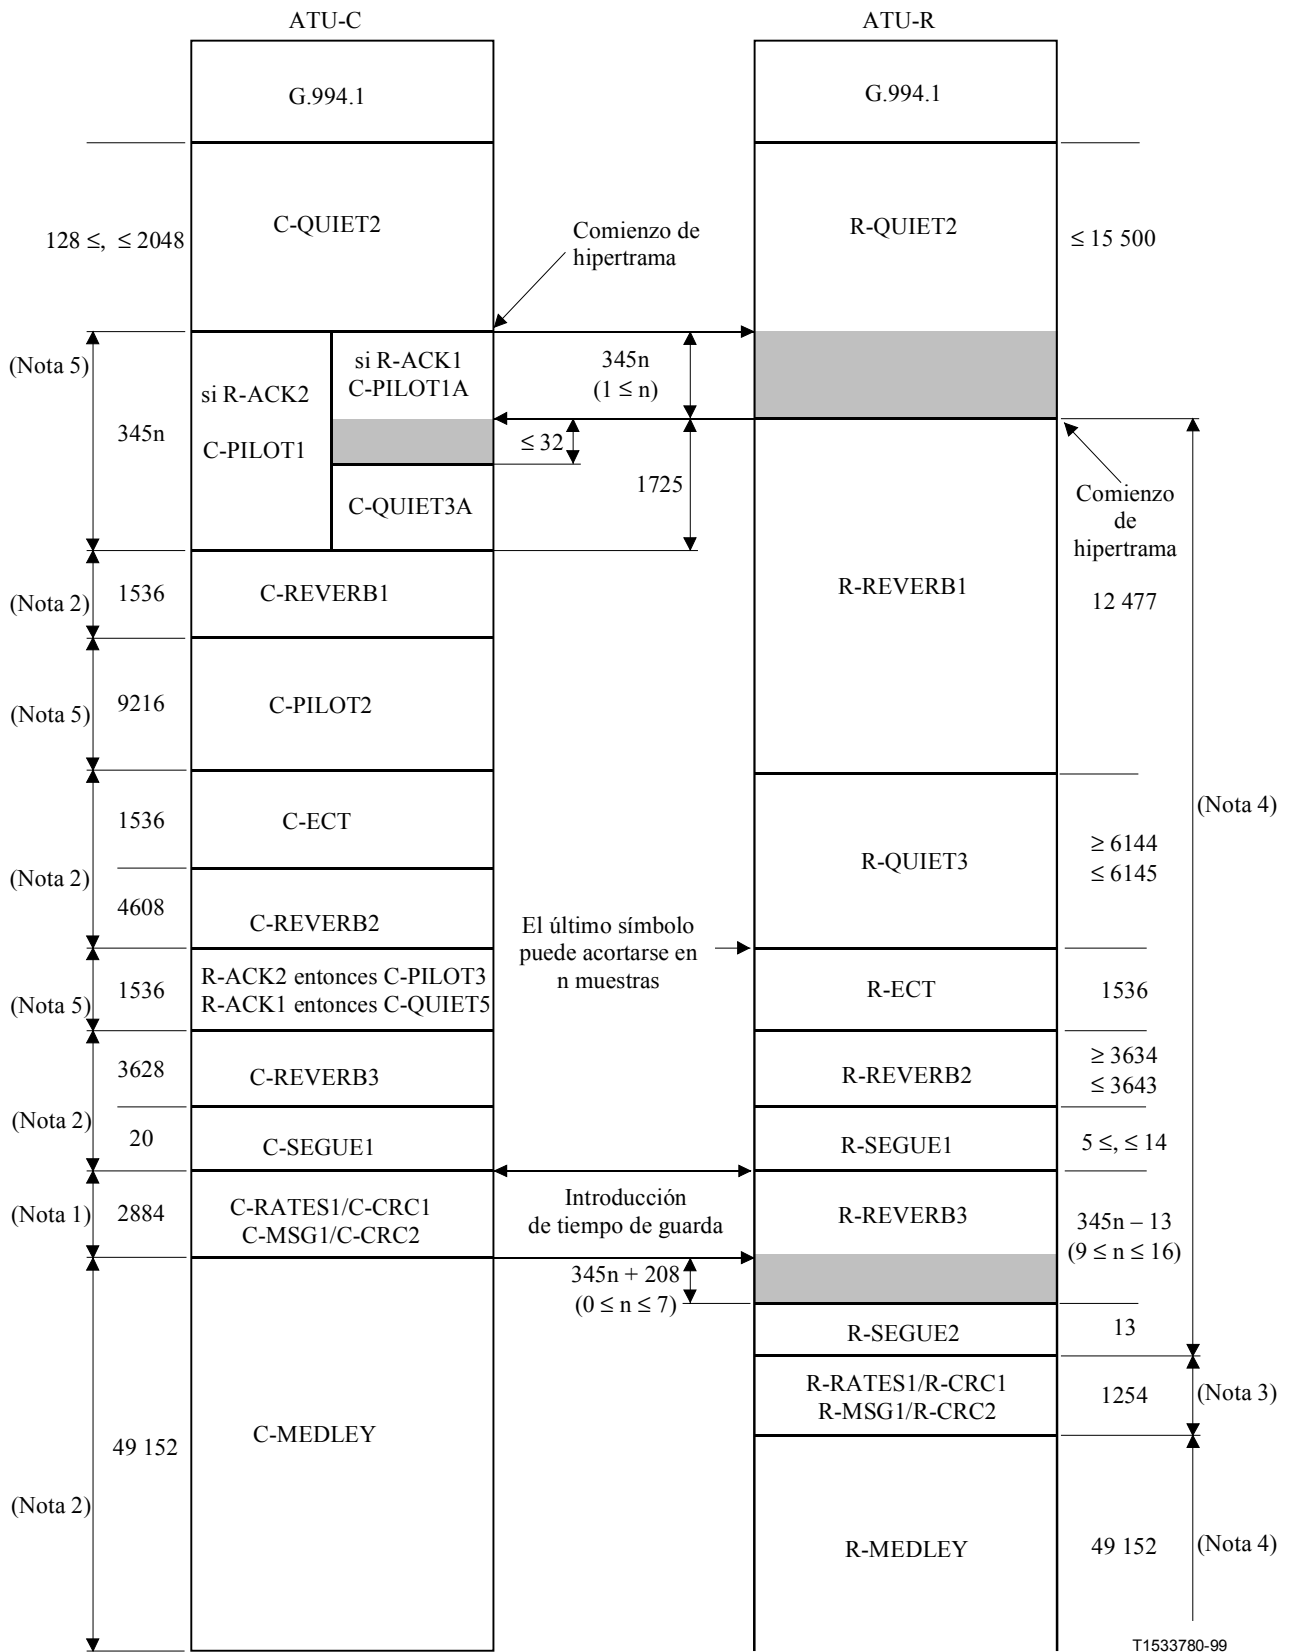 ATU-C
ATU-R
G.994.1
G.994.1
C-QUIET2
R-QUIET2
128 ≤, ≤ 2048
Comienzo de
hipertrama
≤ 15 500
(Nota 5)
345n
si R-ACK2
C-PILOT1
si R-ACK1
C-PILOT1A
345n
(1 ≤ n)
≤ 32
C-QUIET3A
1725
Comienzo
de
hipertrama
(Nota 2)
1536
C-REVERB1
R-REVERB1
12 477
(Nota 5)
9216
C-PILOT2
1536
C-ECT
(Nota 4)
R-QUIET3
≥ 6144
≤ 6145
(Nota 2)
4608
C-REVERB2
El último símbolo
puede acortarse en
n muestras
(Nota 5)
1536
R-ACK2 entonces C-PILOT3
R-ACK1 entonces C-QUIET5
R-ECT
1536
3628
C-REVERB3
R-REVERB2
≥ 3634
≤ 3643
(Nota 2)
20
C-SEGUE1
R-SEGUE1
5 ≤, ≤ 14
(Nota 1)
2884
C-RATES1/C-CRC1
C-MSG1/C-CRC2
Introducción
de tiempo de guarda
R-REVERB3
345n – 13
(9 ≤ n ≤ 16)
345n + 208
(0 ≤ n ≤ 7)
R-SEGUE2
13
R-RATES1/R-CRC1
R-MSG1/R-CRC2
1254
(Nota 3)
49 152
C-MEDLEY
(Nota 2)
R-MEDLEY
49 152
(Nota 4)
T1533780-99